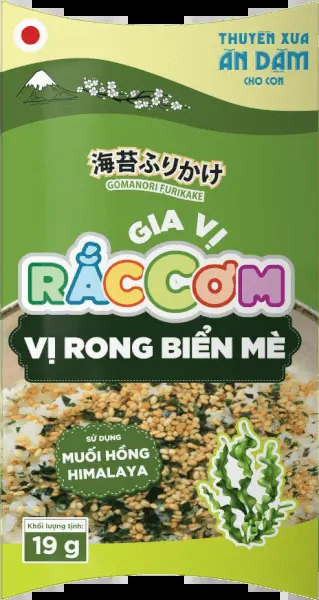 THUYỀN XƯA
ĂN DẶM
CHO CON
海苔ふりかけ
GOMANORI FURIKAKE
GIA VỊ
RẮC CƠM
VỊ RONG BIỂN MÈ
SỬ DỤNG
MUỐI HỒNG
HIMALAYA
Khối lượng tịnh:
19 g